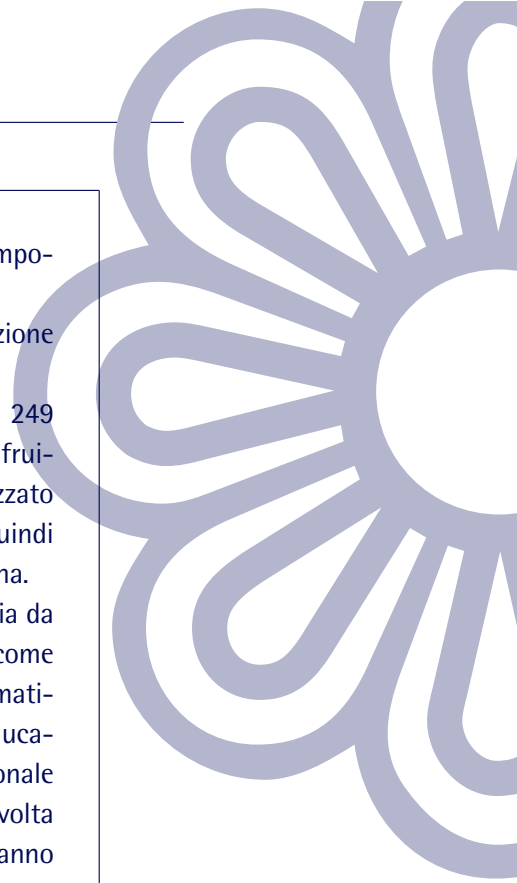 mpo-
zione
249
frui-
zzato
uindi
na.
ia da
come
mati-
uca-
onale
volta
anno